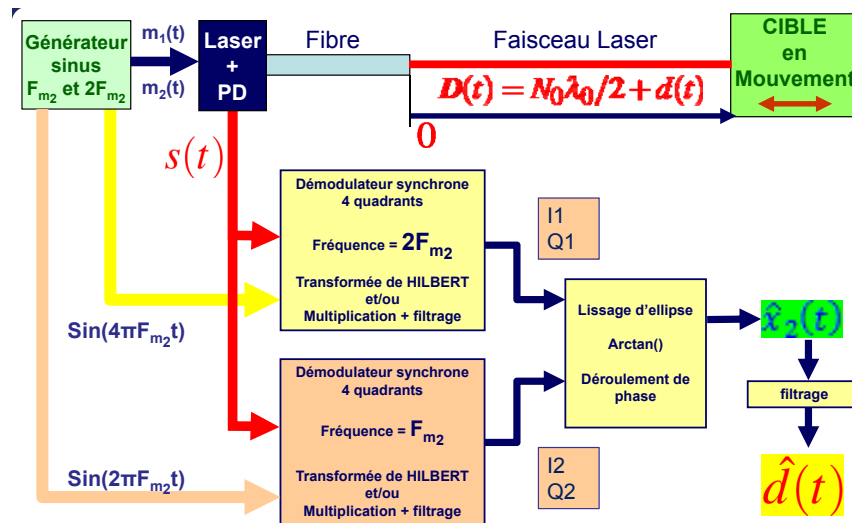 Générateur
sinus
Fm2 et 2Fm2
m1(t)
m2(t)
Laser
+
PD
Fibre
Faisceau Laser
D(t) = N0λ0/2 + d(t)
0
CIBLE
en
Mouvement
s(t)
Démodulateur synchrone
4 quadrants
Fréquence = 2Fm2
Transformée de HILBERT
et/ou
Multiplication + filtrage
I1
Q1
Sin(4πFm2t)
Démodulateur synchrone
4 quadrants
Fréquence = Fm2
Transformée de HILBERT
et/ou
Multiplication + filtrage
I2
Q2
Sin(2πFm2t)
Lissage d'ellipse
Arctan()
Déroulement de
phase
x̂2(t)
filtrage
d̂(t)